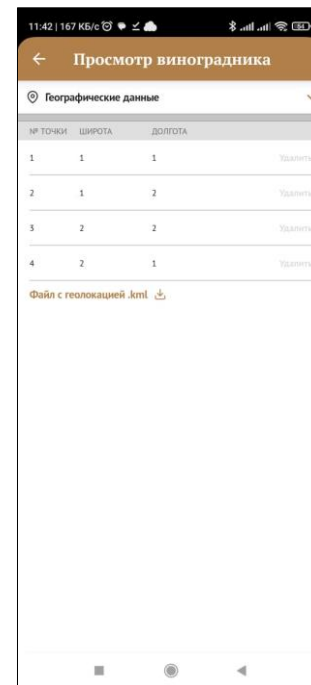 11:42 | 167 КБ/с
54
Просмотр виноградника
Географические данные
№ ТОЧКИ ШИРОТА ДОЛГОТА
1 1 1 Удалить
2 1 2 Удалить
3 2 2 Удалить
4 2 1 Удалить
Файл с геолокацией .kml